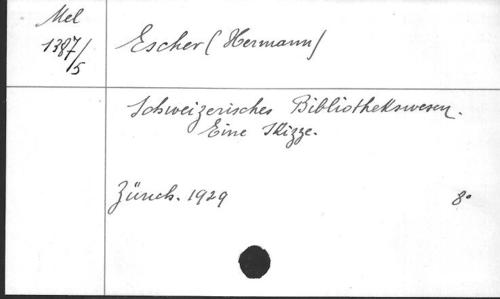 Mel
1387/5
Escher (Hermann)
Schweizerisches Bibliothekswesen.
Eine Skizze.
Zürich. 1929 8°